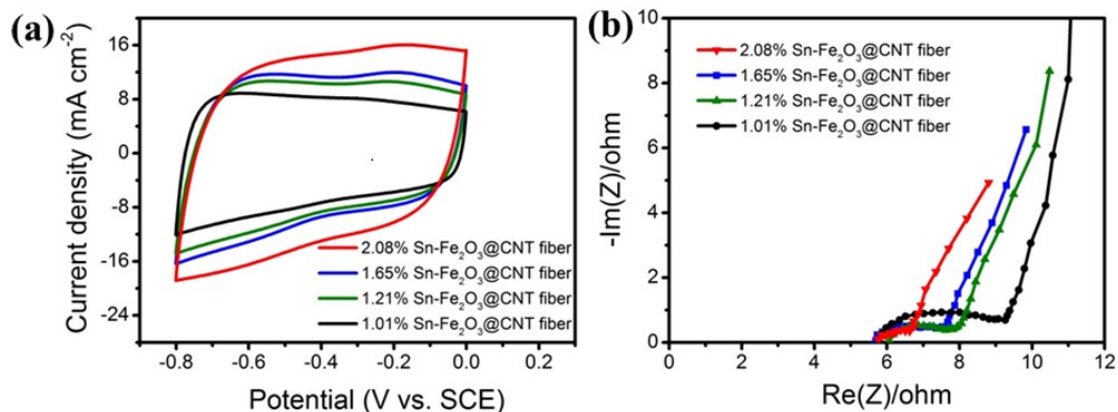 (a)
Current density (mA cm⁻²)
16
8
0
-8
-16
-24
2.08% Sn-Fe₂O₃@CNT fiber
1.65% Sn-Fe₂O₃@CNT fiber
1.21% Sn-Fe₂O₃@CNT fiber
1.01% Sn-Fe₂O₃@CNT fiber
-0.8 -0.6 -0.4 -0.2 0.0
Potential (V vs. SCE)
(b)
-Im(Z)/ohm
10
8
6
4
2
0
2.08% Sn-Fe₂O₃@CNT fiber
1.65% Sn-Fe₂O₃@CNT fiber
1.21% Sn-Fe₂O₃@CNT fiber
1.01% Sn-Fe₂O₃@CNT fiber
0 2 4 6 8 10 12
Re(Z)/ohm